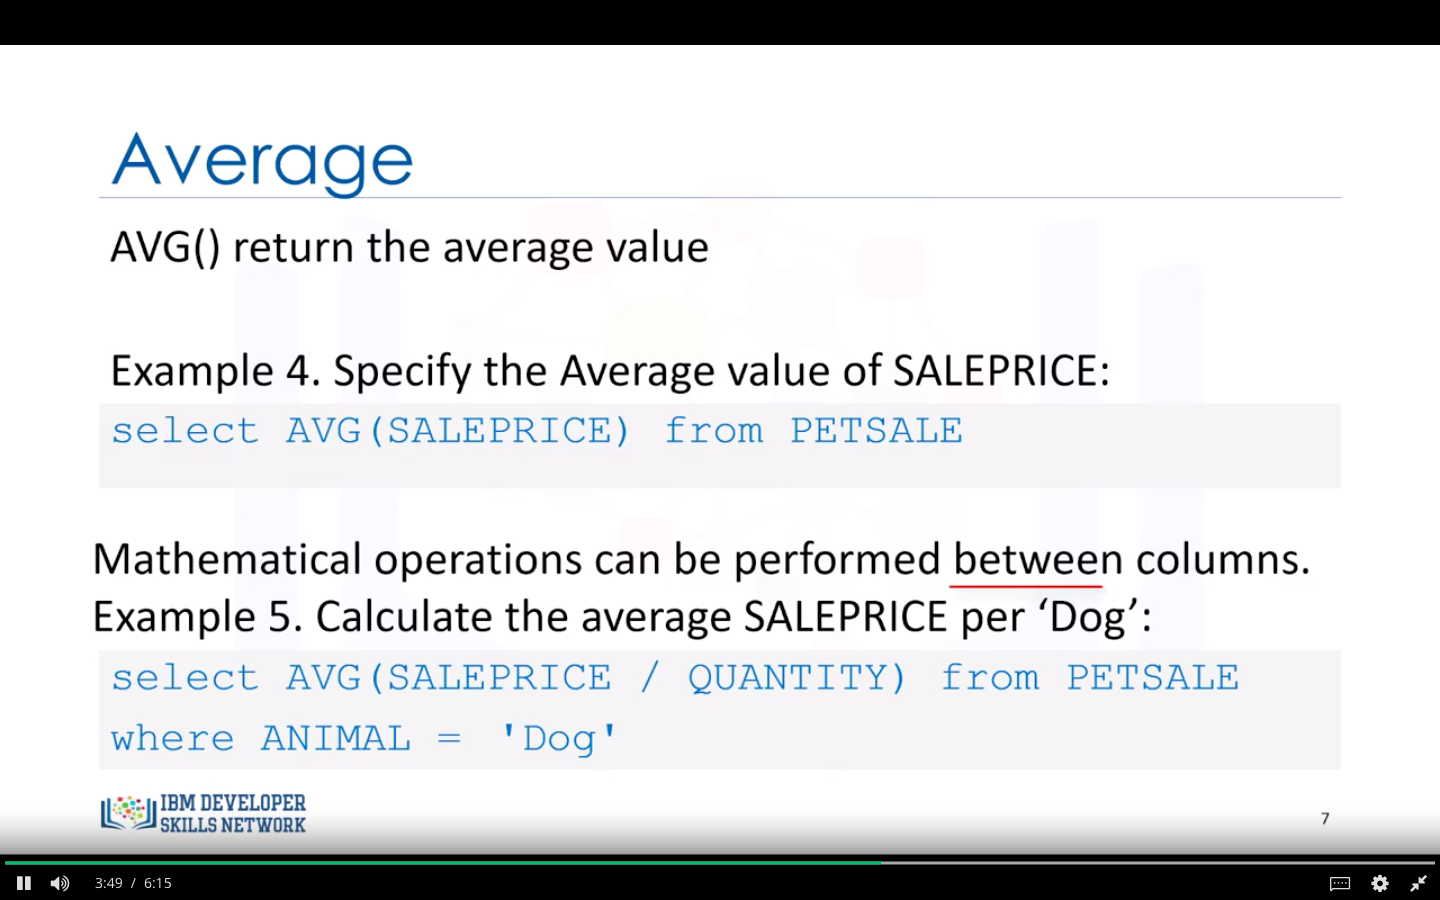 Average
AVG() return the average value
Example 4. Specify the Average value of SALEPRICE:
select AVG(SALEPRICE) from PETSALE
Mathematical operations can be performed between columns.
Example 5. Calculate the average SALEPRICE per ‘Dog’:
select AVG(SALEPRICE / QUANTITY) from PETSALE
where ANIMAL = 'Dog'
IBM DEVELOPER
SKILLS NETWORK
7
3:49 / 6:15